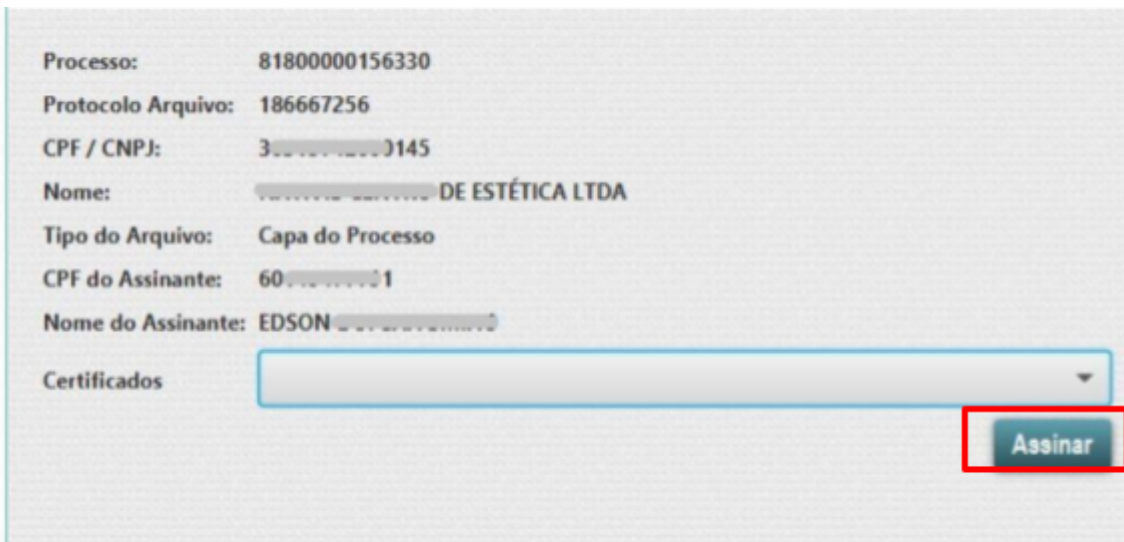 Processo: 81800000156330
Protocolo Arquivo: 186667256
CPF / CNPJ: 3 0145
Nome: DE ESTÉTICA LTDA
Tipo do Arquivo: Capa do Processo
CPF do Assinante: 60 1
Nome do Assinante: EDSON
Certificados
Assinar